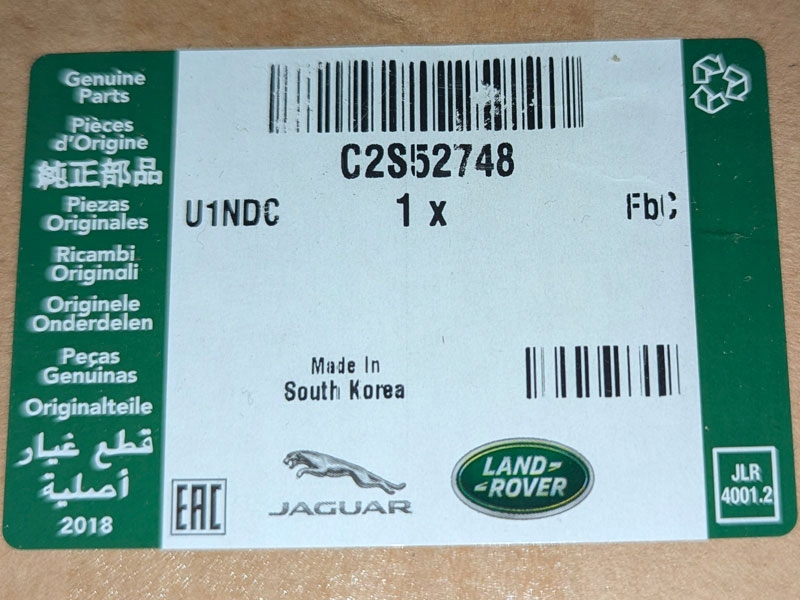 Genuine
Parts
Pièces
d'Origine
純正部品
Piezas
Originales
Ricambi
Originali
Originele
Onderdelen
Peças
Genuinas
Originalteile
قطع غيار
أصلية
2018
C2S52748
U1NDC
1 x
FbC
Made In
South Korea
EAC
JAGUAR
LAND-
-ROVER
JLR
4001.2